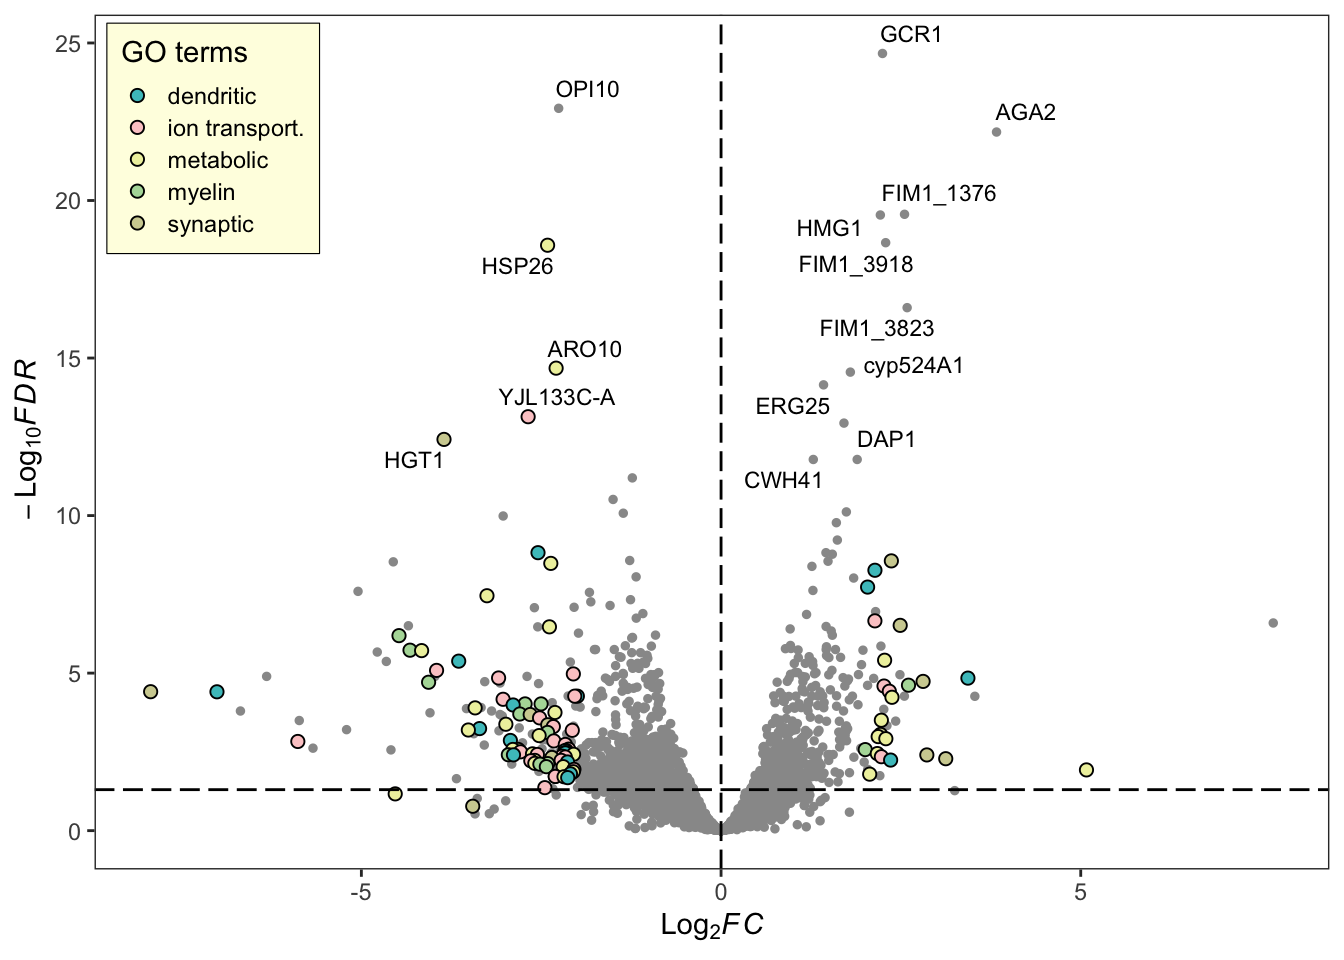 GO terms
dendritic
ion transport.
metabolic
myelin
synaptic
GCR1
OPI10
AGA2
FIM1_1376
HMG1
HSP26
FIM1_3918
FIM1_3823
ARO10
cyp524A1
YJL133C-A
ERG25
DAP1
HGT1
CWH41
25
20
15
10
5
0
− Log10FDR
-5
0
5
Log2FC